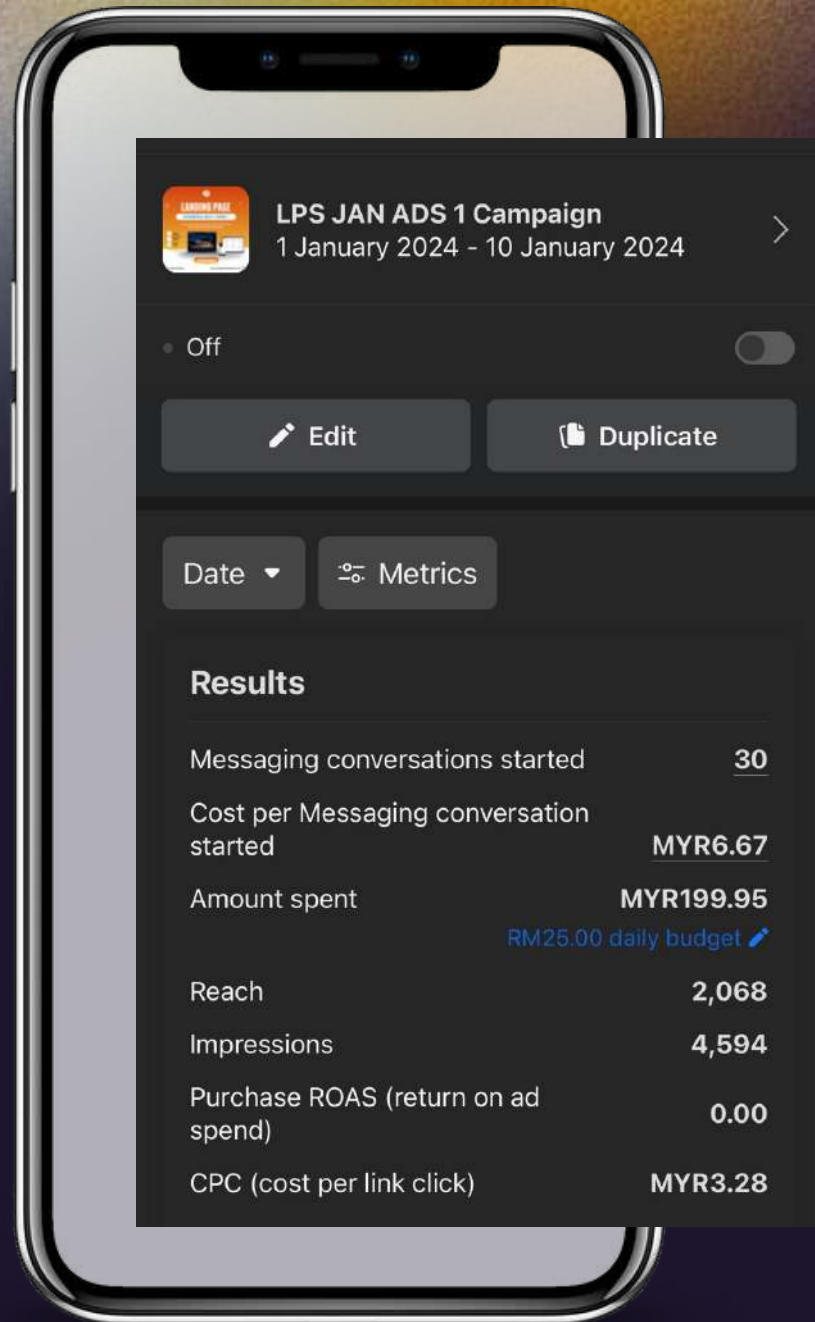 LANDING PAGE
LPS JAN ADS 1 Campaign
1 January 2024 - 10 January 2024
Off
Edit
Duplicate
Date
Metrics
Results
Messaging conversations started
30
Cost per Messaging conversation
started
MYR6.67
Amount spent
MYR199.95
RM25.00 daily budget
Reach
2,068
Impressions
4,594
Purchase ROAS (return on ad
spend)
0.00
CPC (cost per link click)
MYR3.28